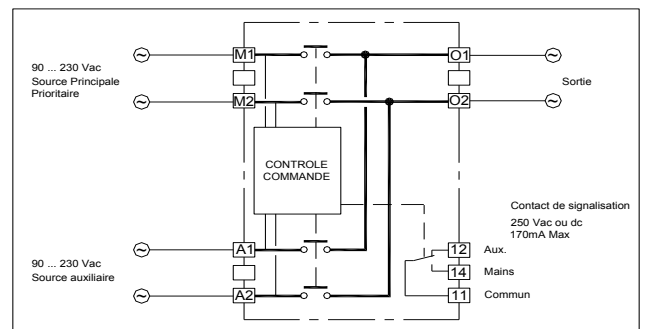 90 ... 230 Vac
Source Principale
Prioritaire
M1
M2
O1
O2
Sortie
CONTROLE
COMMANDE
Contact de signalisation
250 Vac ou dc
170mA Max
90 ... 230 Vac
Source auxiliaire
A1
A2
12 Aux.
14 Mains
11 Commun